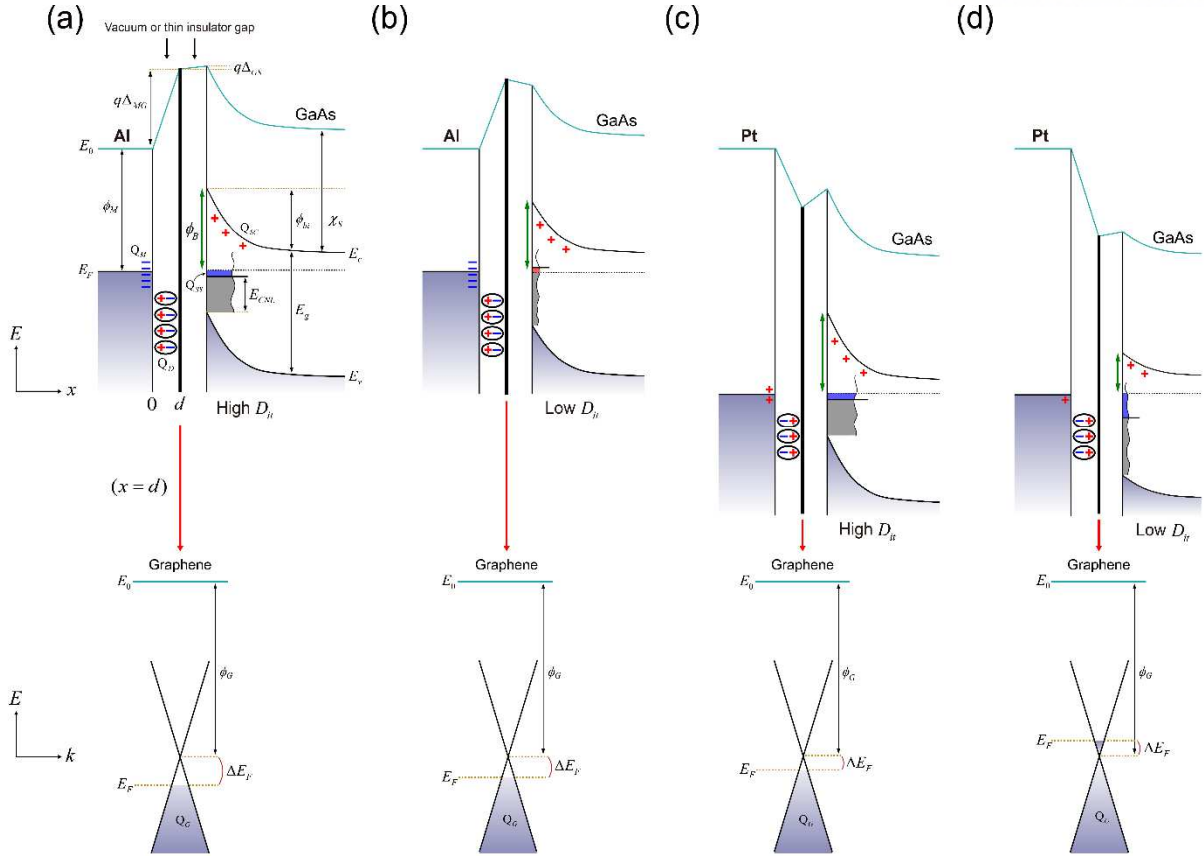 (a)
(b)
(c)
(d)
Vacuum or thin insulator gap
qΔ_GS
qΔ_MG
GaAs
Al
E_0
ϕ_M
ϕ_B
Q_SC
ϕ_bi
χ_S
Q_M
E_c
E_F
Q_SS
E_CNL
E_g
Q_D
E_v
E
x
0
d
High D_it
(x = d)
GaAs
Al
Low D_it
Pt
GaAs
High D_it
Pt
GaAs
Low D_it
Graphene
E_0
ϕ_G
E
k
E_F
ΔE_F
Q_G
Graphene
E_0
ϕ_G
E_F
ΔE_F
Q_G
Graphene
E_0
ϕ_G
E_F
ΔE_F
Q_G
Graphene
E_0
ϕ_G
E_F
ΔE_F
Q_G
+
−